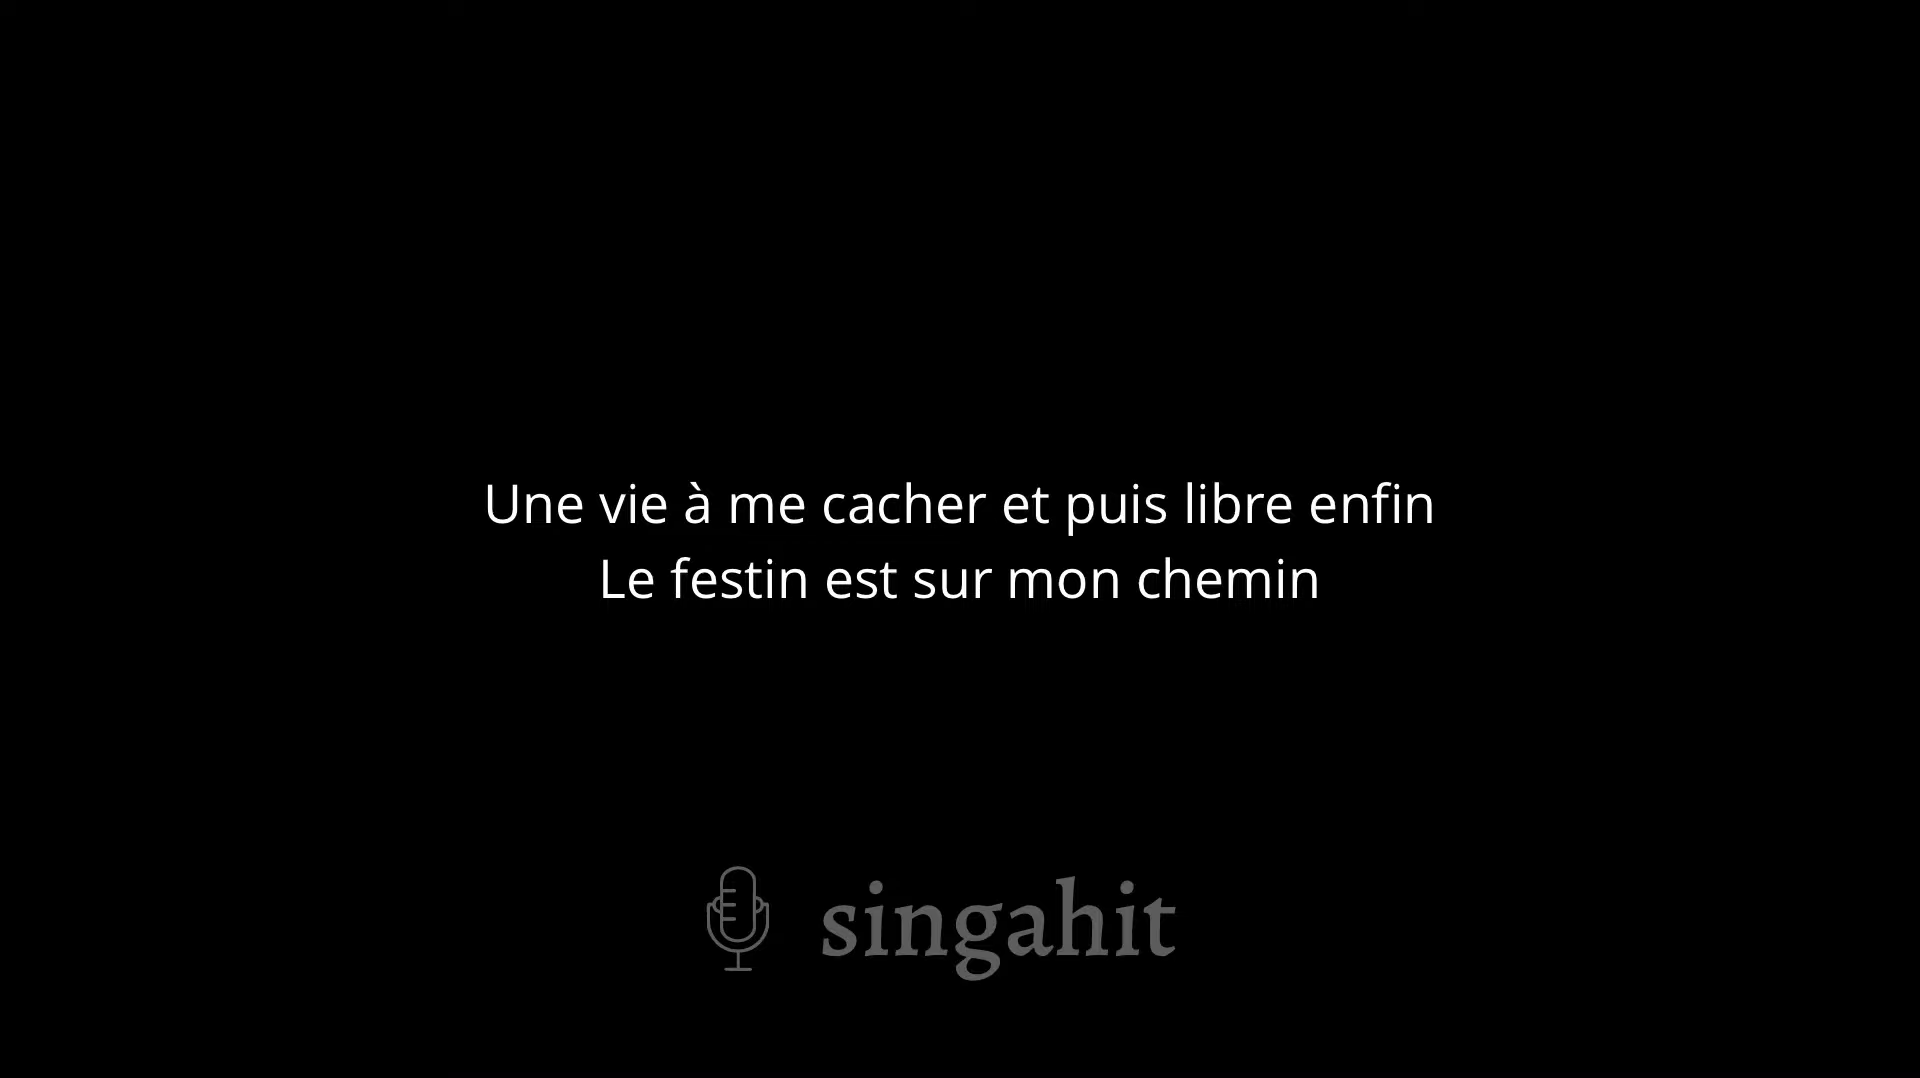 Une vie à me cacher et puis libre enfin
Le festin est sur mon chemin
singahit